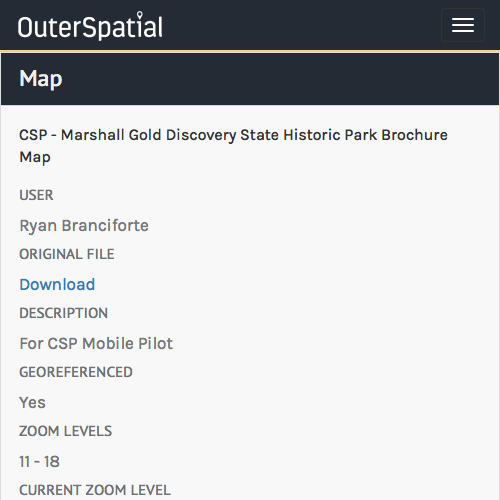 OuterSpatial
Map
CSP - Marshall Gold Discovery State Historic Park Brochure
Map
USER
Ryan Branciforte
ORIGINAL FILE
Download
DESCRIPTION
For CSP Mobile Pilot
GEOREFERENCED
Yes
ZOOM LEVELS
11 - 18
CURRENT ZOOM LEVEL